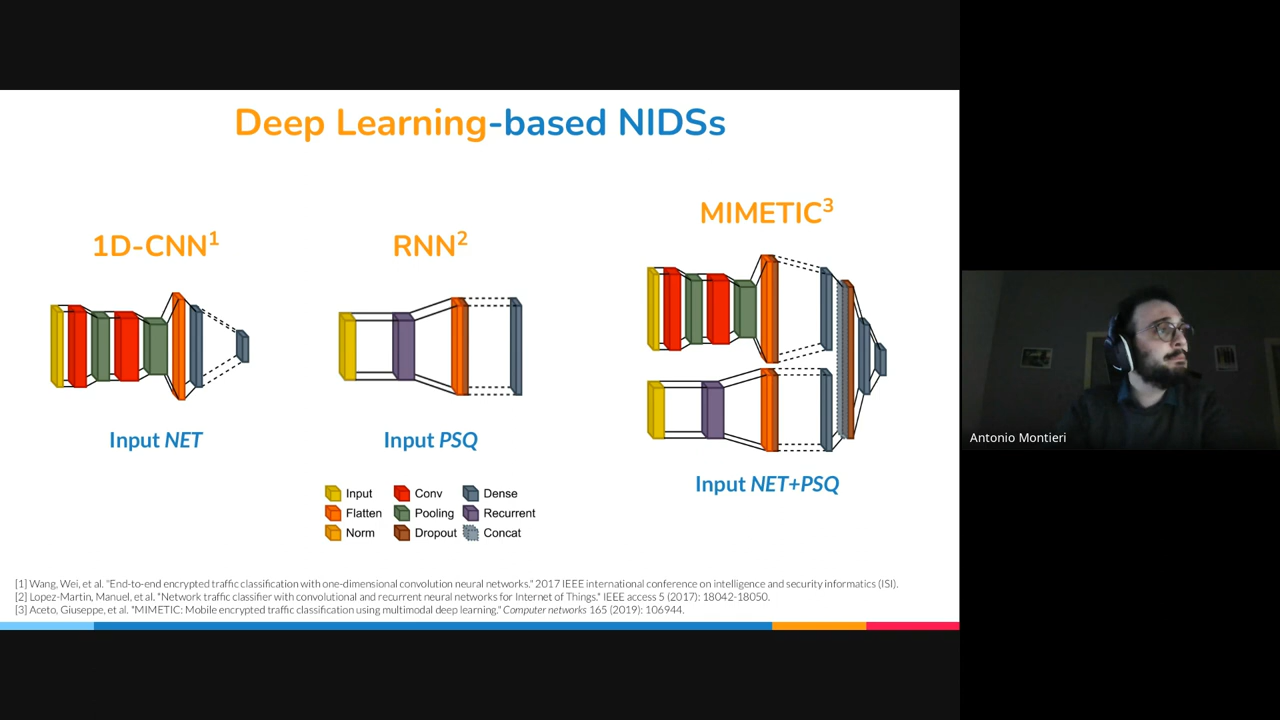 Deep Learning-based NIDSs
MIMETIC3
1D-CNN1
RNN2
Input NET
Input PSQ
Input NET+PSQ
Input Conv Dense
Flatten Pooling Recurrent
Norm Dropout Concat
[1] Wang, Wei, et al. "End-to-end encrypted traffic classification with one-dimensional convolution neural networks." 2017 IEEE international conference on intelligence and security informatics (ISI).
[2] Lopez-Martin, Manuel, et al. "Network traffic classifier with convolutional and recurrent neural networks for Internet of Things." IEEE access 5 (2017): 18042-18050.
[3] Aceto, Giuseppe, et al. "MIMETIC: Mobile encrypted traffic classification using multimodal deep learning." Computer networks 165 (2019): 106944.
Antonio Montieri